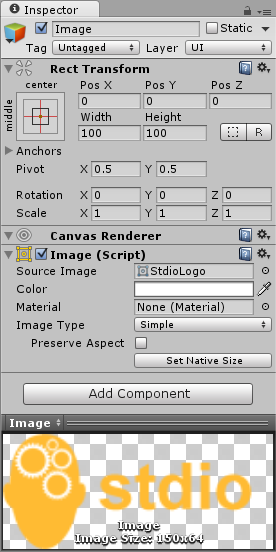 Inspector
Image Static
Tag Untagged Layer UI
Rect Transform
center Pos X Pos Y Pos Z
middle 0 0 0
Width Height
100 100 R
Anchors
Pivot X 0.5 Y 0.5
Rotation X 0 Y 0 Z 0
Scale X 1 Y 1 Z 1
Canvas Renderer
Image (Script)
Source Image StdioLogo
Color
Material None (Material)
Image Type Simple
Preserve Aspect
Set Native Size
Add Component
Image
stdio
Image
Image Size: 150x64